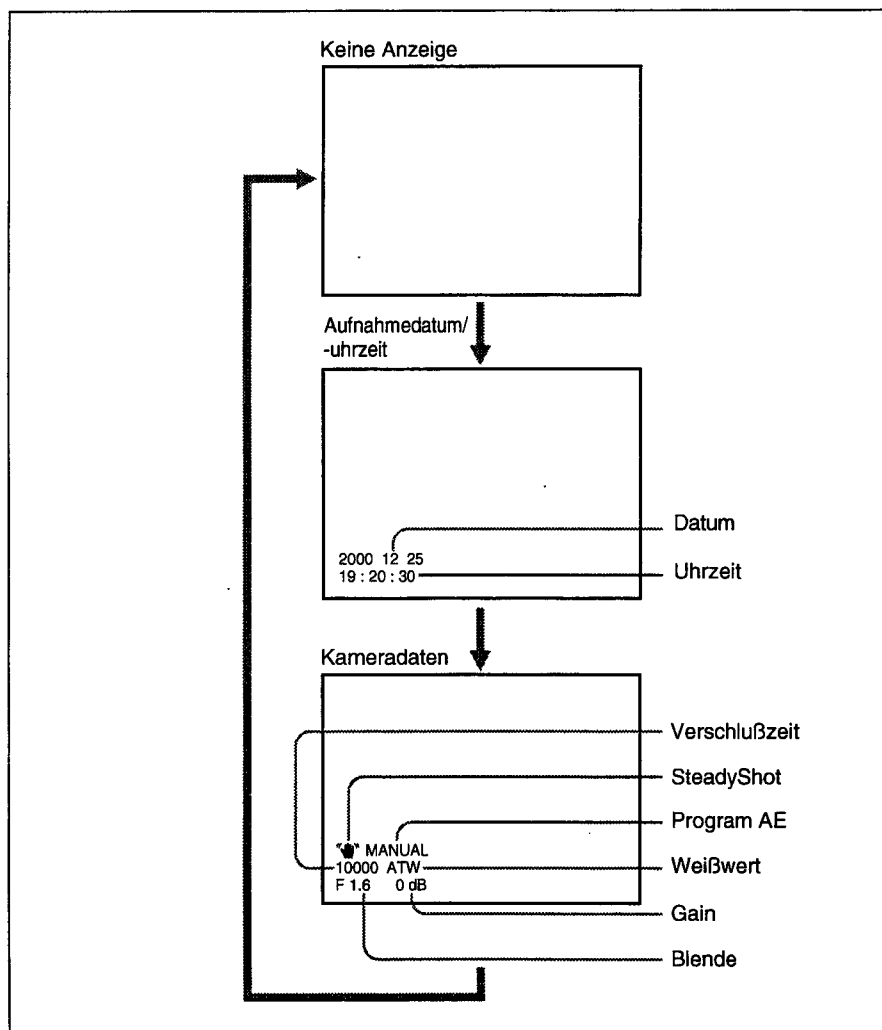 Keine Anzeige
Aufnahmedatum/
-uhrzeit
Datum
2000 12 25
19 : 20 : 30
Uhrzeit
Kameradaten
Verschlußzeit
SteadyShot
Program AE
MANUAL
10000 ATW
Weißwert
F 1.6 0 dB
Gain
Blende